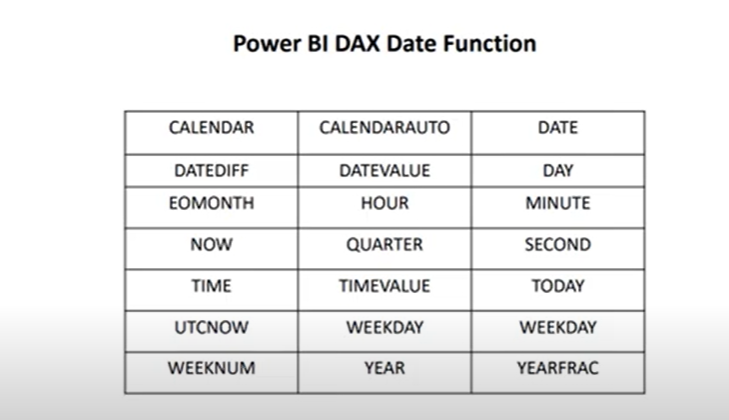 Power BI DAX Date Function
CALENDAR CALENDARAUTO DATE
DATEDIFF DATEVALUE DAY
EOMONTH HOUR MINUTE
NOW QUARTER SECOND
TIME TIMEVALUE TODAY
UTCNOW WEEKDAY WEEKDAY
WEEKNUM YEAR YEARFRAC